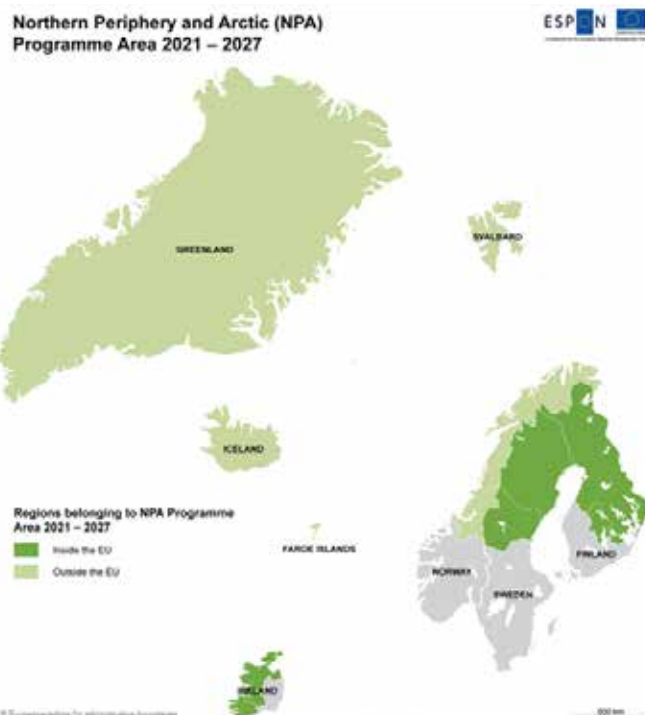 Northern Periphery and Arctic (NPA)
Programme Area 2021 – 2027
ESPON
GREENLAND
SVALBARD
ICELAND
Regions belonging to NPA Programme
Area 2021 – 2027
Inside the EU
Outside the EU
FAROE ISLANDS
NORWAY
SWEDEN
FINLAND
IRELAND